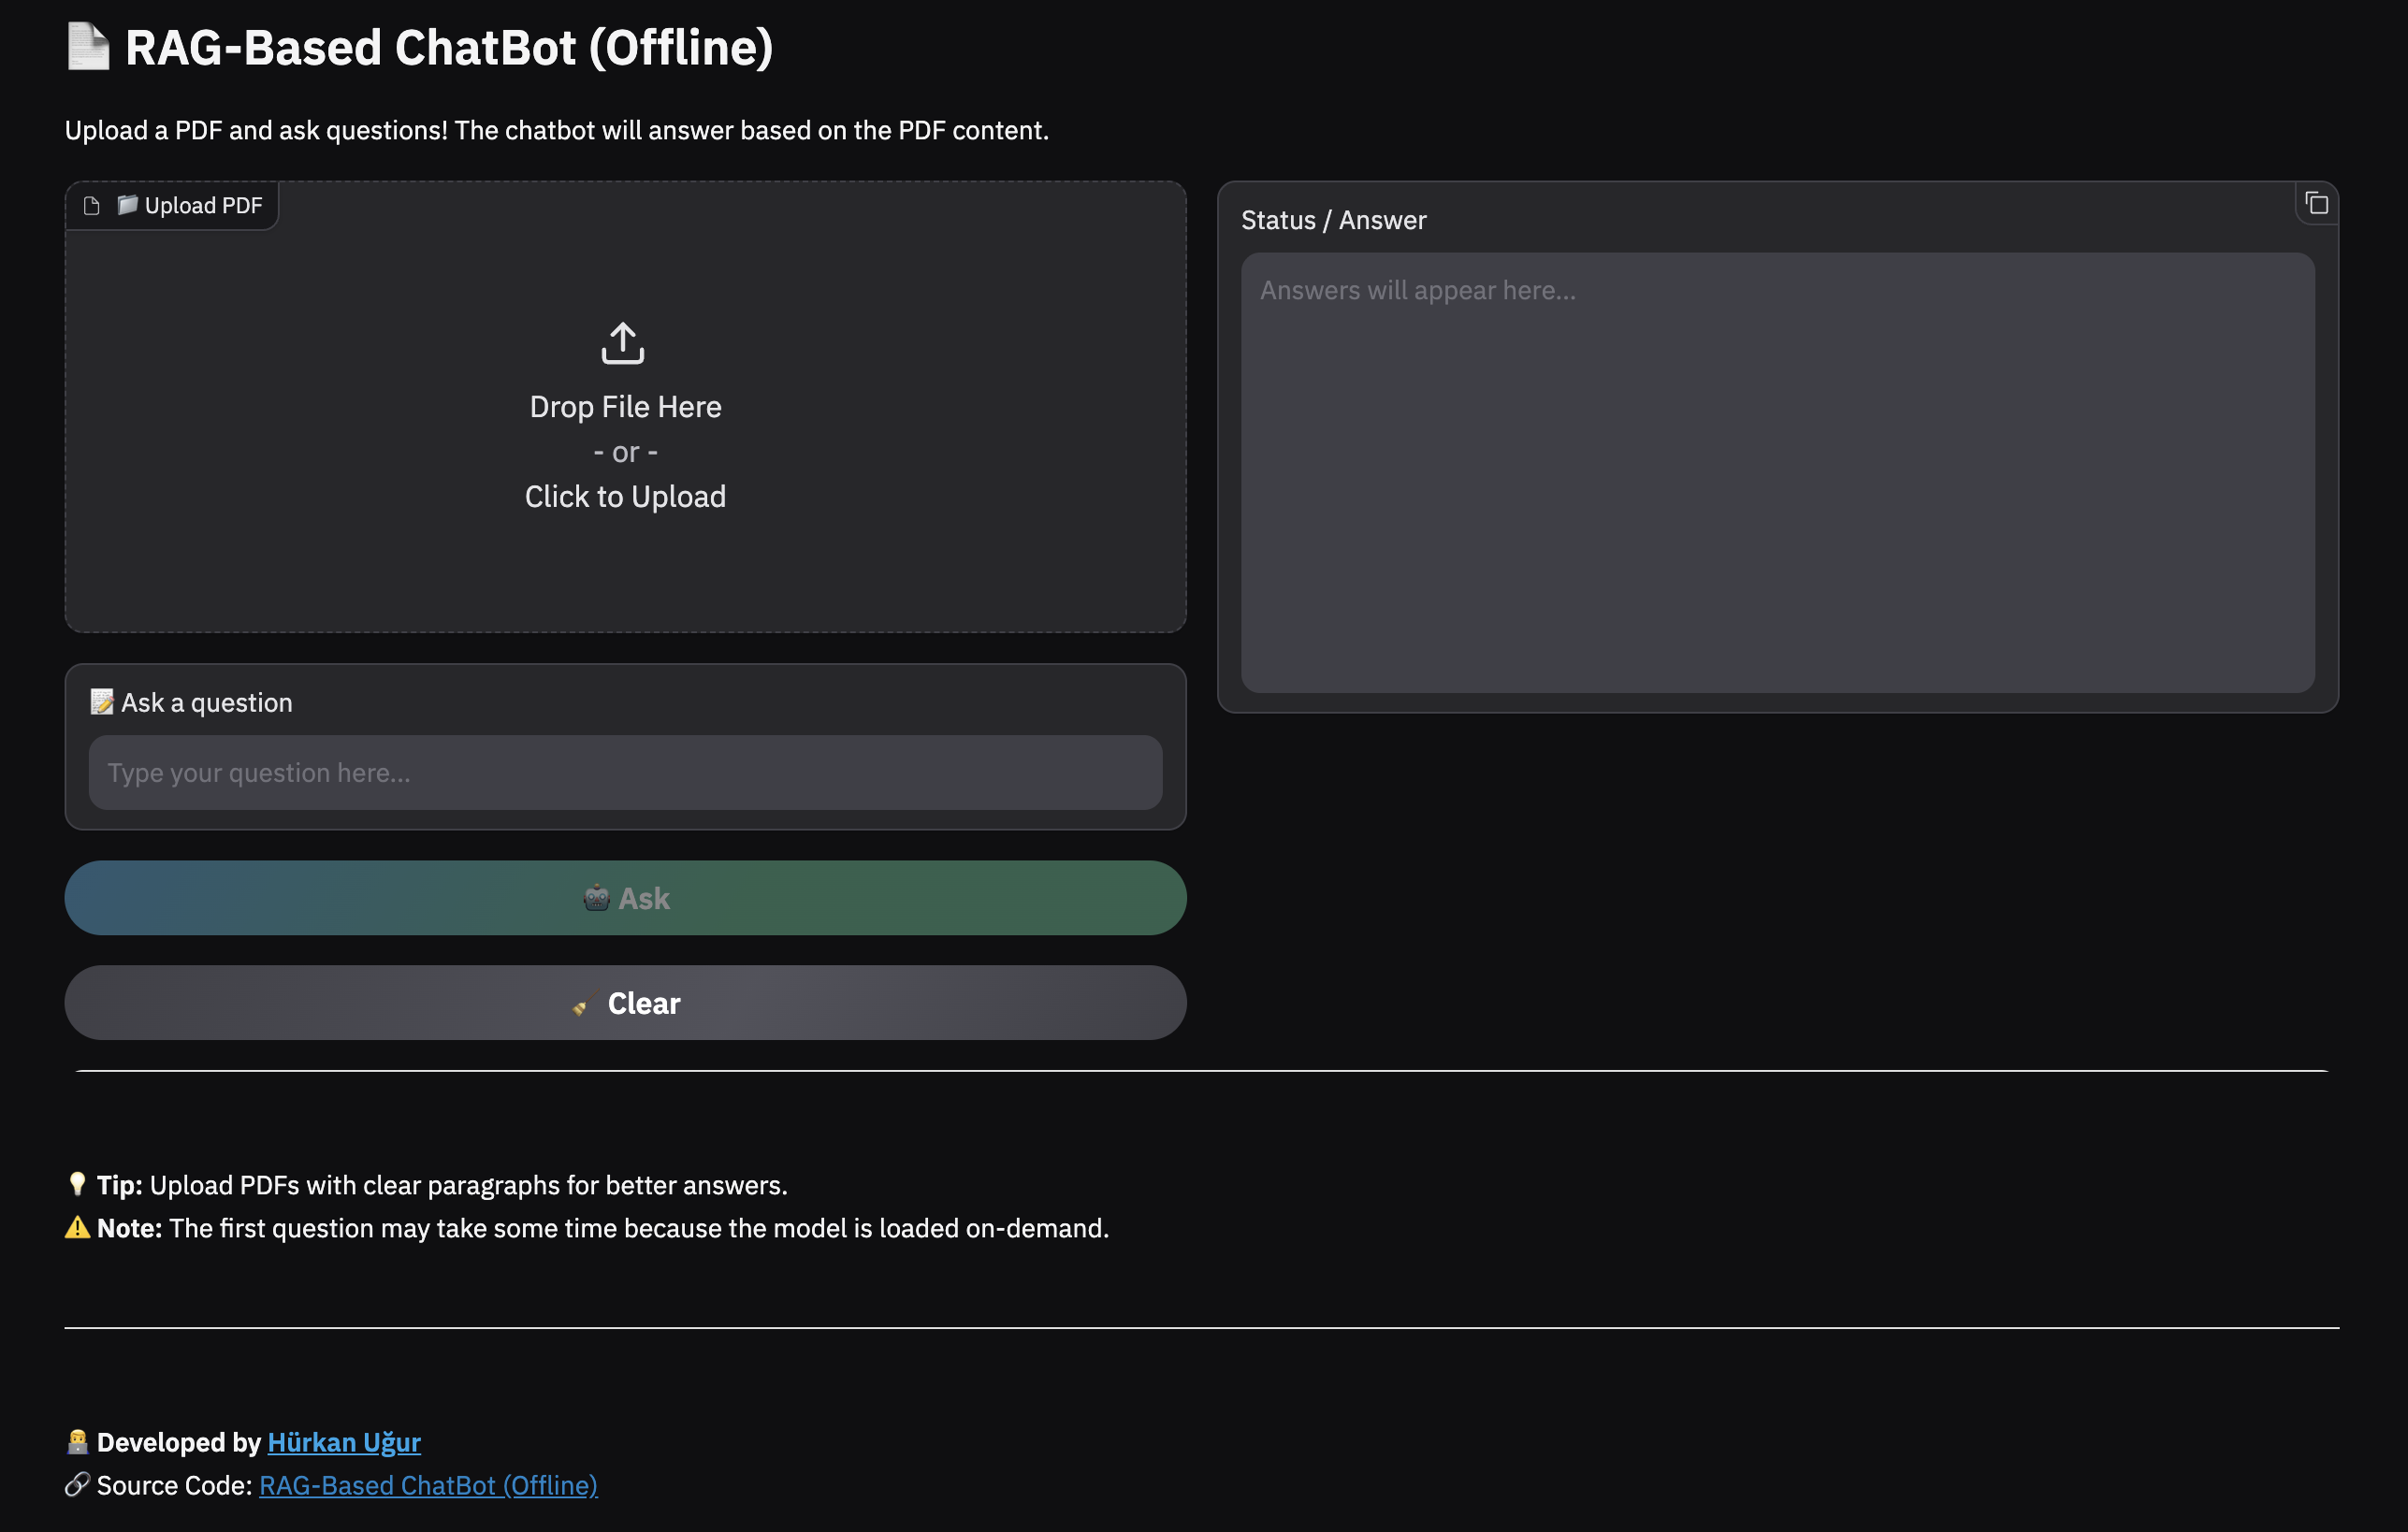 RAG-Based ChatBot (Offline)
Upload a PDF and ask questions! The chatbot will answer based on the PDF content.
Upload PDF
Drop File Here
- or -
Click to Upload
Ask a question
Type your question here...
Ask
Clear
Status / Answer
Answers will appear here...
Tip: Upload PDFs with clear paragraphs for better answers.
Note: The first question may take some time because the model is loaded on-demand.
Developed by Hürkan Uğur
Source Code: RAG-Based ChatBot (Offline)